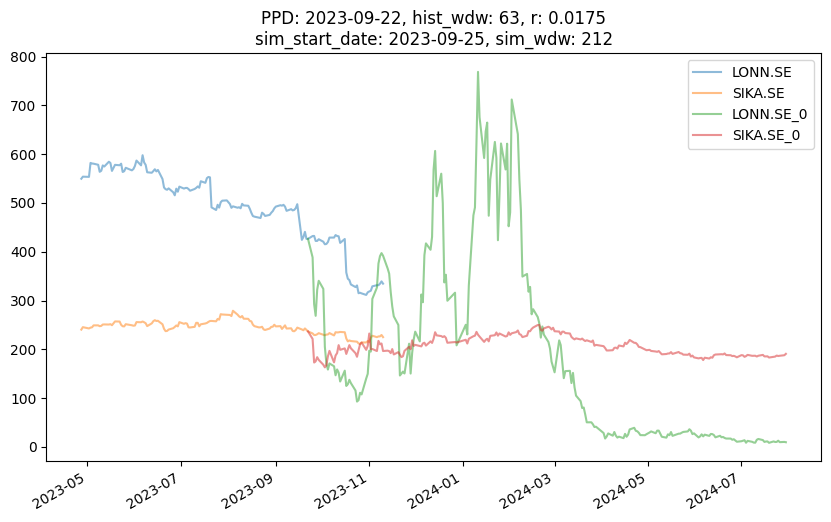 PPD: 2023-09-22, hist_wdw: 63, r: 0.0175
sim_start_date: 2023-09-25, sim_wdw: 212
800
700
600
500
400
300
200
100
0
LONN.SE
SIKA.SE
LONN.SE_0
SIKA.SE_0
2023-05
2023-07
2023-09
2023-11
2024-01
2024-03
2024-05
2024-07